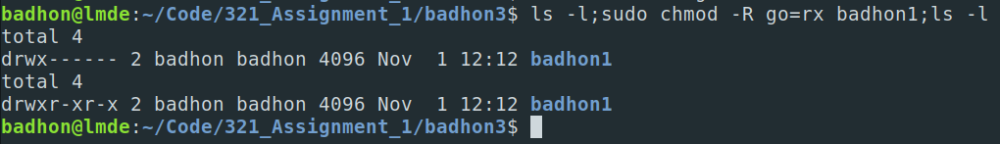 badhon@lmde:~/Code/321_Assignment_1/badhon3$ ls -l;sudo chmod -R go=rx badhon1;ls -l
total 4
drwx------ 2 badhon badhon 4096 Nov  1 12:12 badhon1
total 4
drwxr-xr-x 2 badhon badhon 4096 Nov  1 12:12 badhon1
badhon@lmde:~/Code/321_Assignment_1/badhon3$